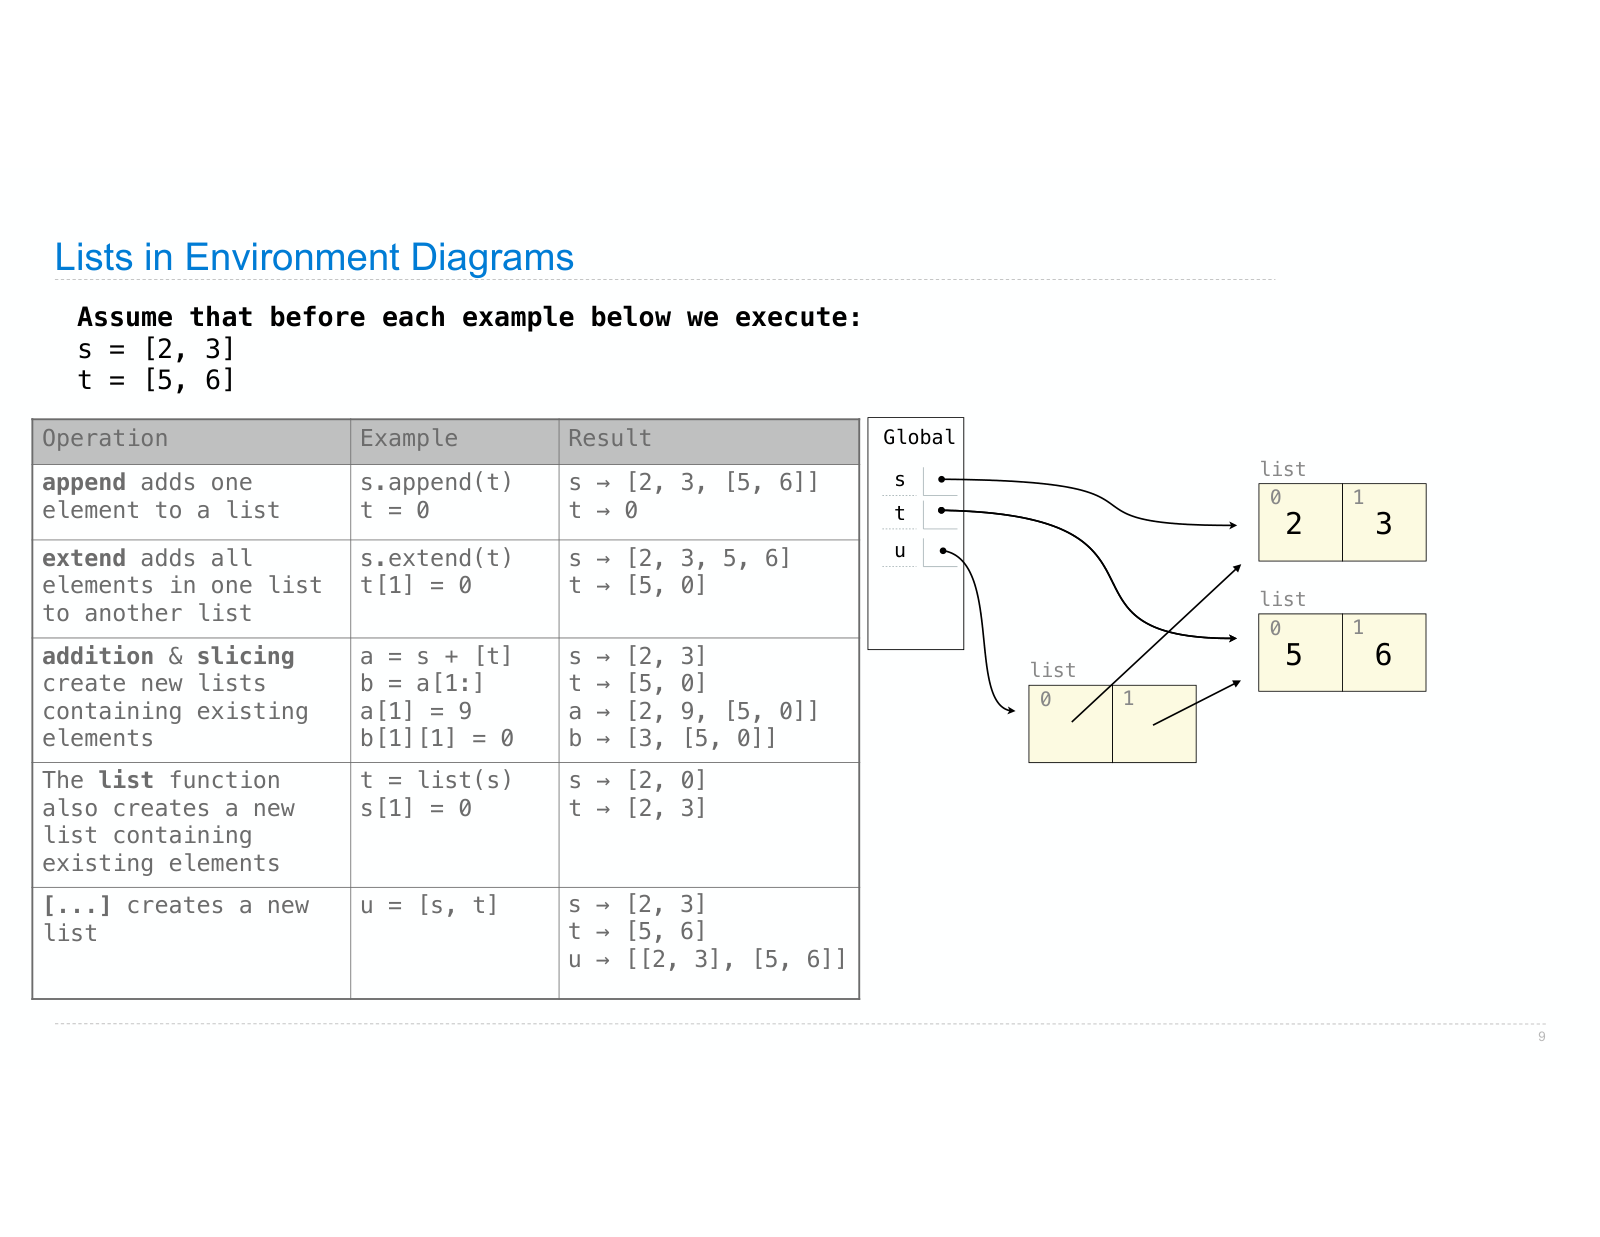 Lists in Environment Diagrams
Assume that before each example below we execute:
s = [2, 3]
t = [5, 6]
Operation
Example
Result
append adds one
element to a list
s.append(t)
t = 0
s → [2, 3, [5, 6]]
t → 0
extend adds all
elements in one list
to another list
s.extend(t)
t[1] = 0
s → [2, 3, 5, 6]
t → [5, 0]
addition & slicing
create new lists
containing existing
elements
a = s + [t]
b = a[1:]
a[1] = 9
b[1][1] = 0
s → [2, 3]
t → [5, 0]
a → [2, 9, [5, 0]]
b → [3, [5, 0]]
The list function
also creates a new
list containing
existing elements
t = list(s)
s[1] = 0
s → [2, 0]
t → [2, 3]
[...] creates a new
list
u = [s, t]
s → [2, 3]
t → [5, 6]
u → [[2, 3], [5, 6]]
Global
s
t
u
list
0 1
2 3
list
0 1
5 6
list
0 1
9